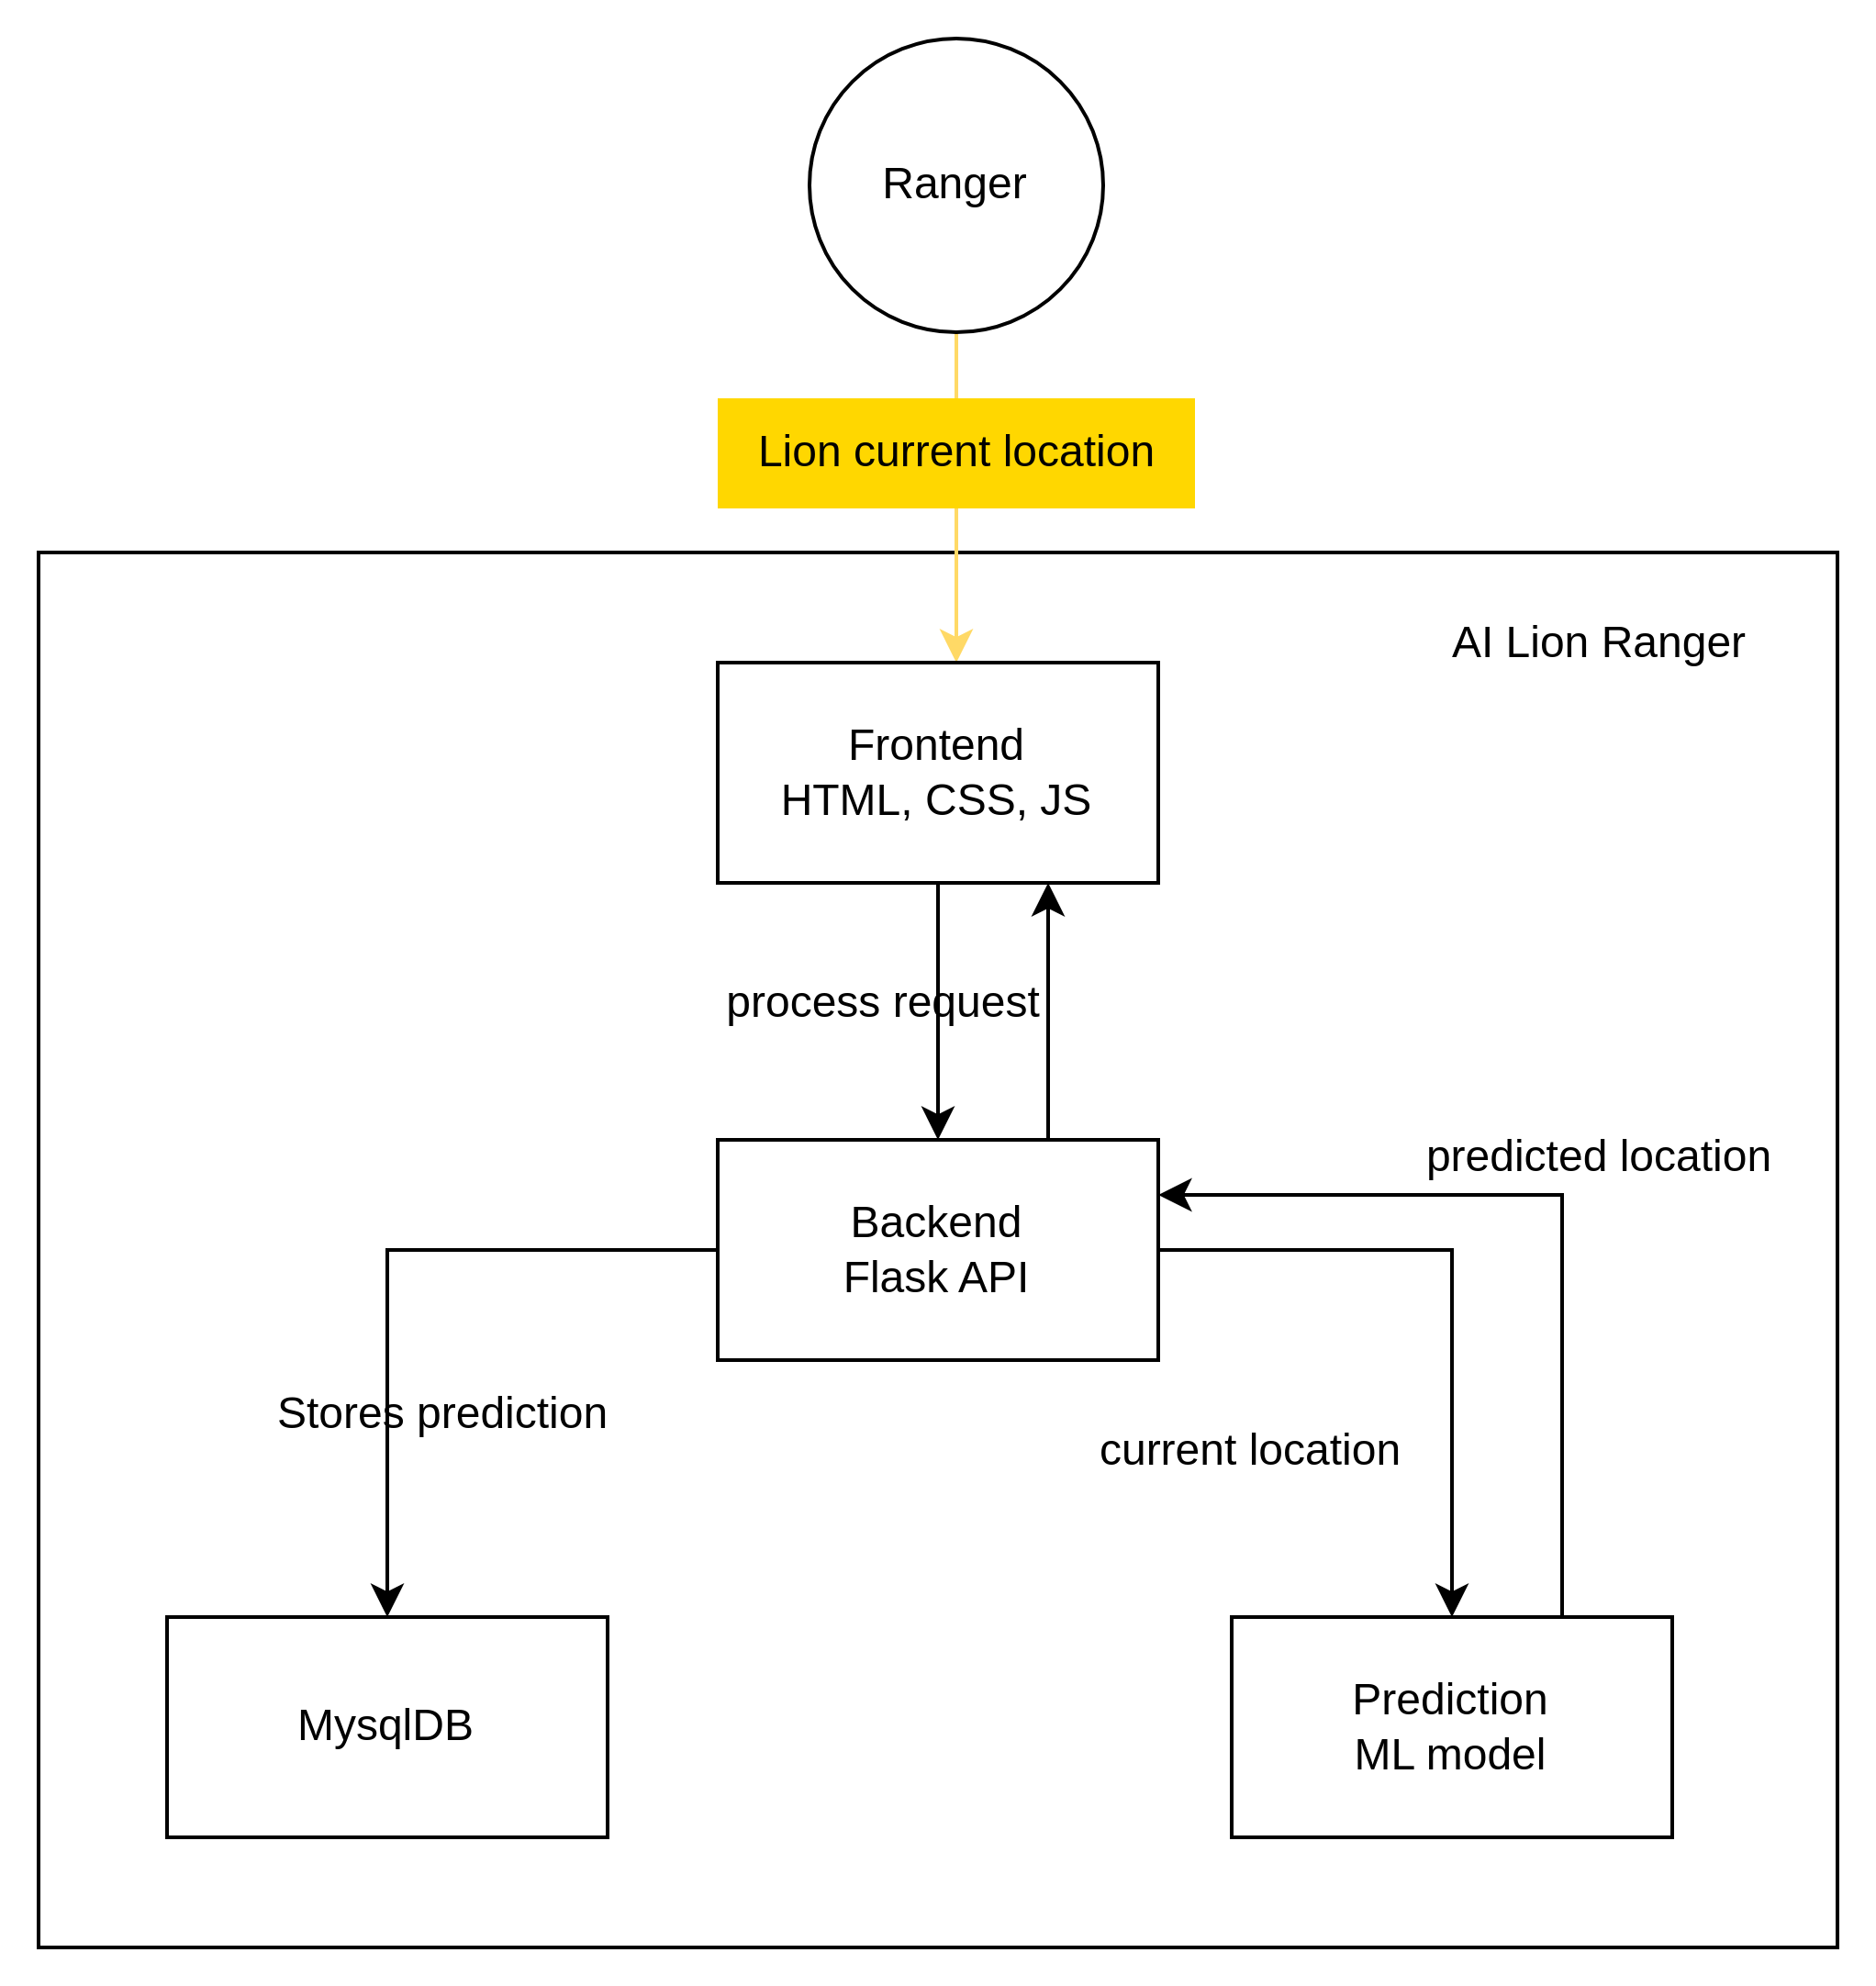 Ranger
Lion current location
AI Lion Ranger
Frontend
HTML, CSS, JS
process request
predicted location
Backend
Flask API
Stores prediction
current location
MysqlDB
Prediction
ML model